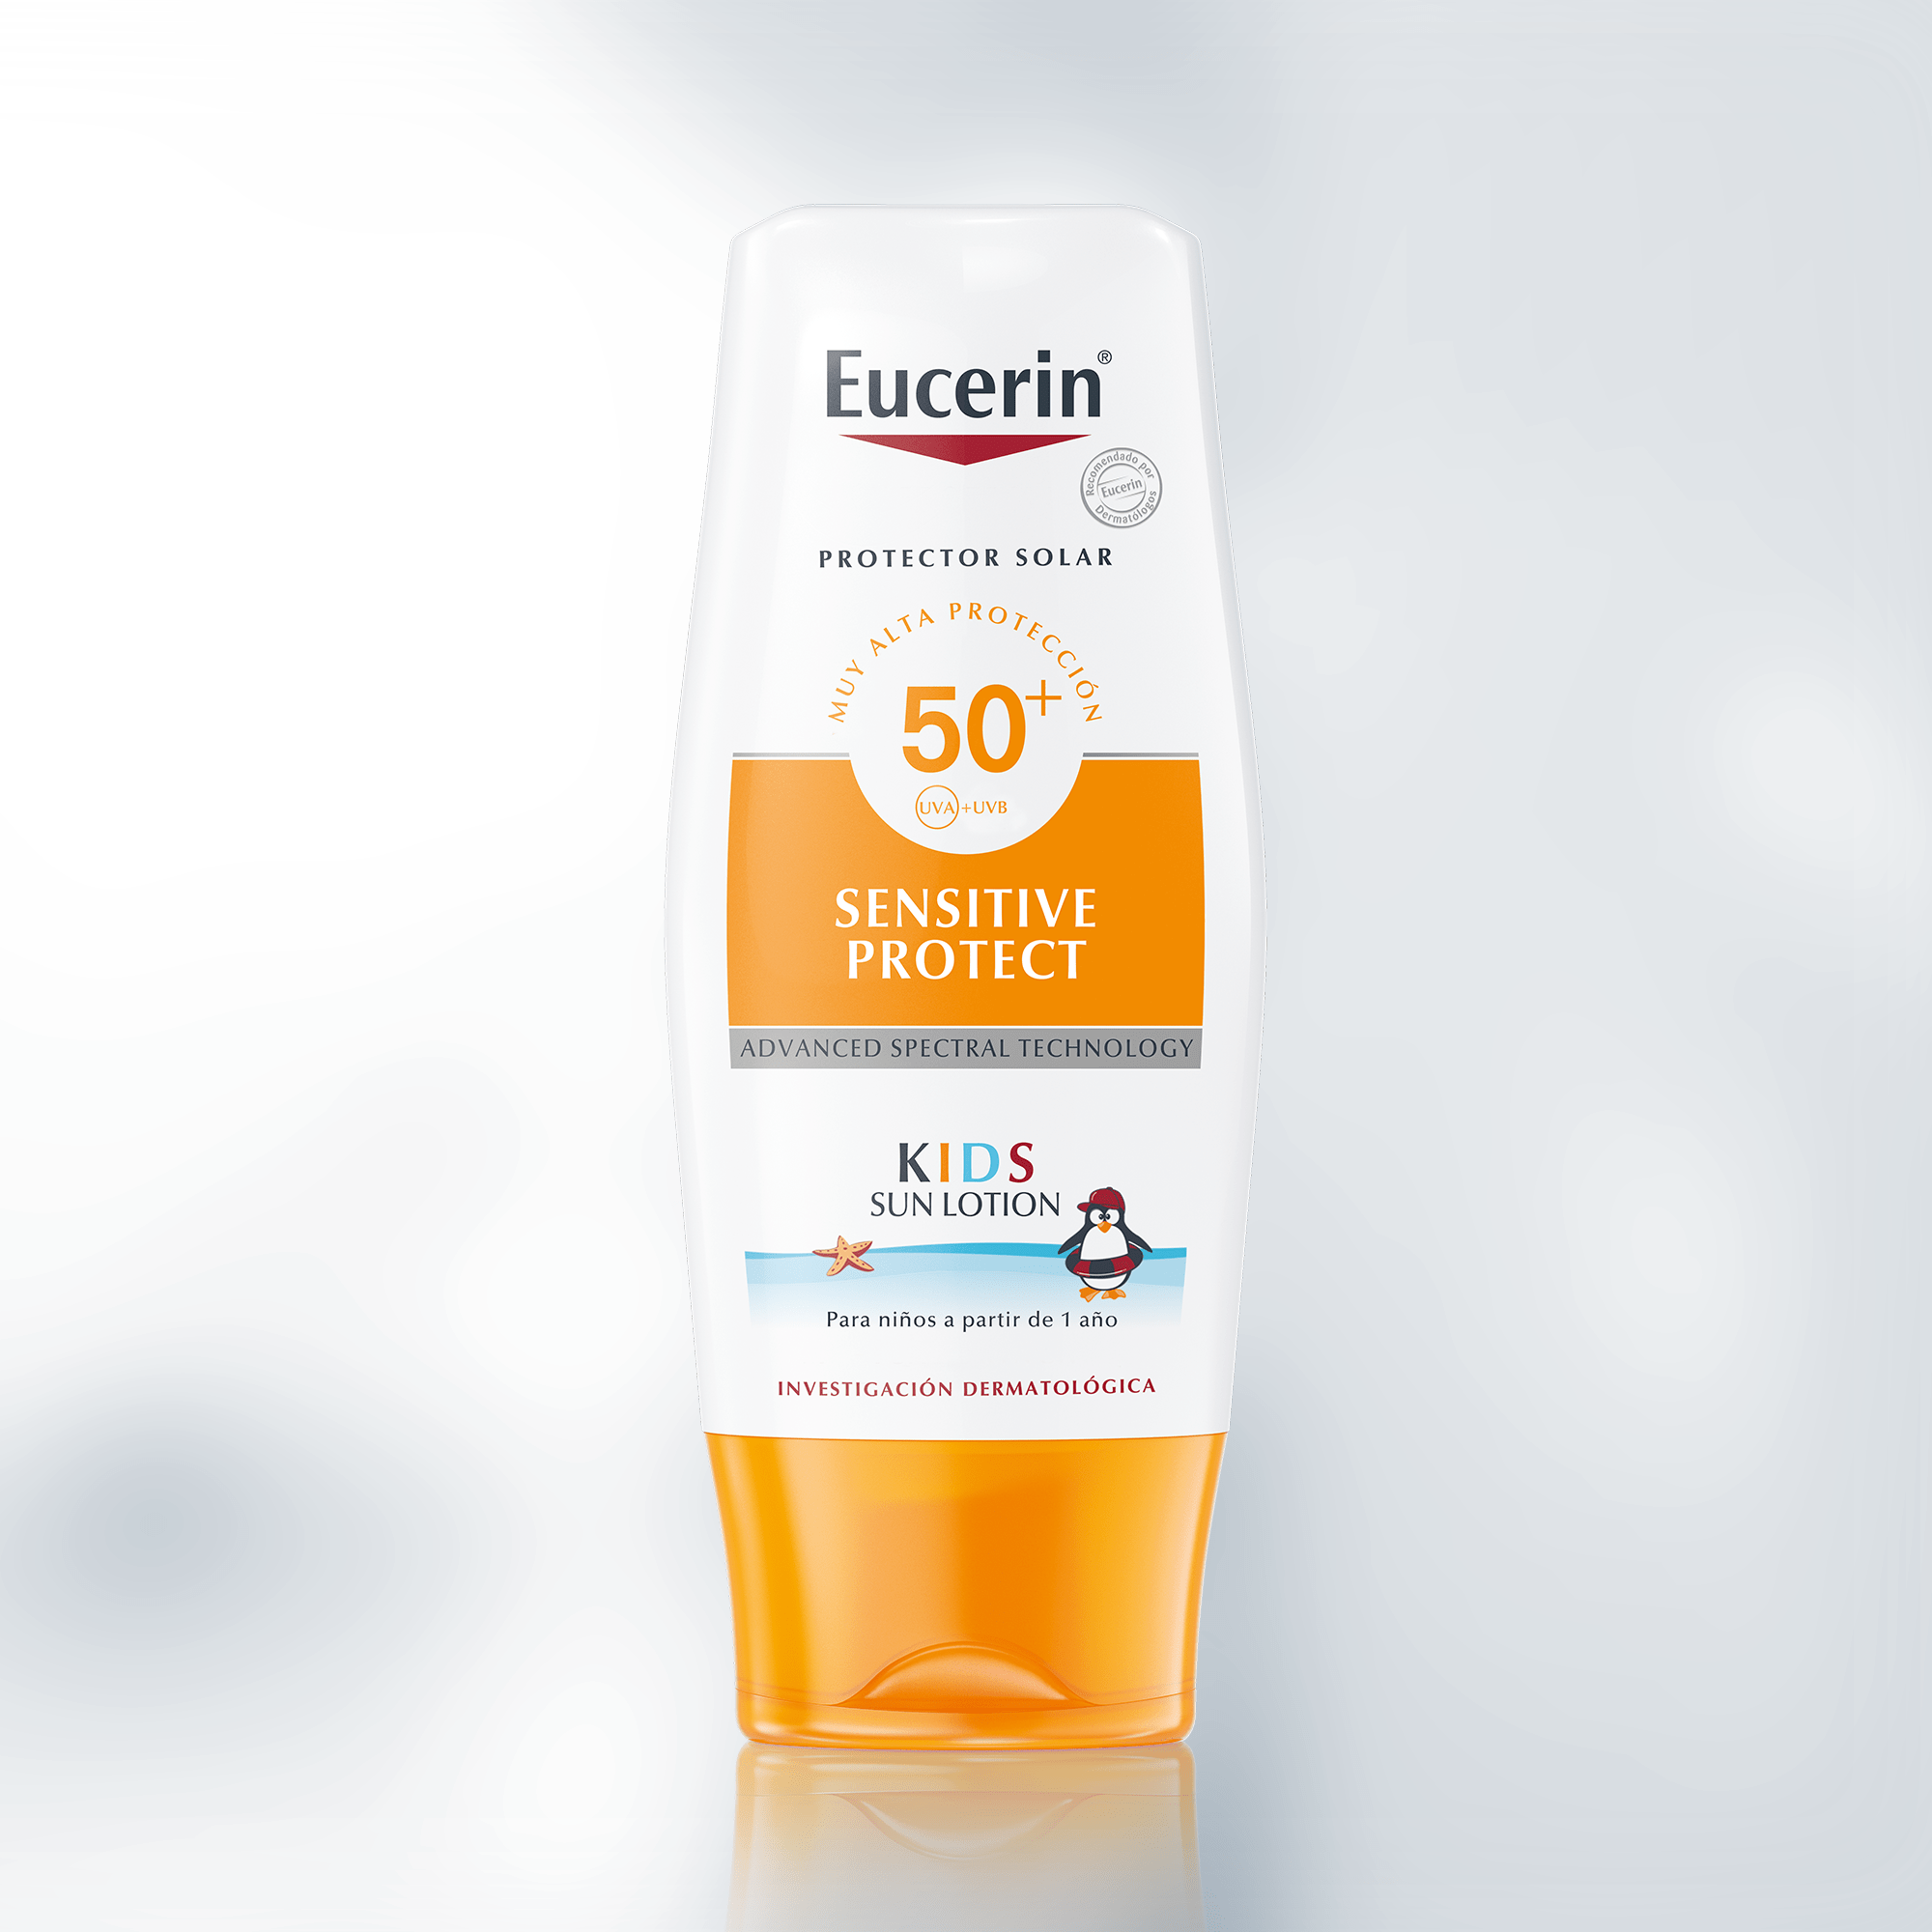 Eucerin®
Recomendado por
Eucerin
Dermatólogos
PROTECTOR SOLAR
MUY ALTA PROTECCIÓN
50+
UVA+UVB
SENSITIVE
PROTECT
ADVANCED SPECTRAL TECHNOLOGY
KIDS
SUN LOTION
Para niños a partir de 1 año
INVESTIGACIÓN DERMATOLÓGICA